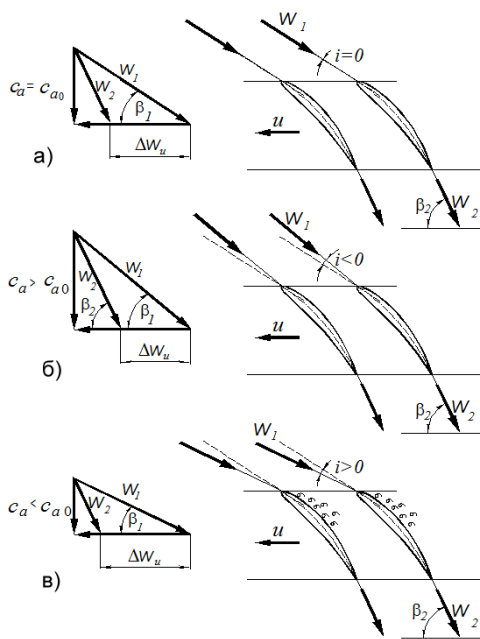 W₁
i=0
W₁
cₐ= cₐ₀
W₂
β₁
u
ΔWᵤ
β₂
W₂
а)
W₁
i<0
W₁
cₐ> cₐ₀
W₂
β₂
β₁
u
ΔWᵤ
β₂
W₂
б)
W₁
i>0
W₁
cₐ< cₐ₀
W₂
β₁
u
ΔWᵤ
β₂
W₂
в)